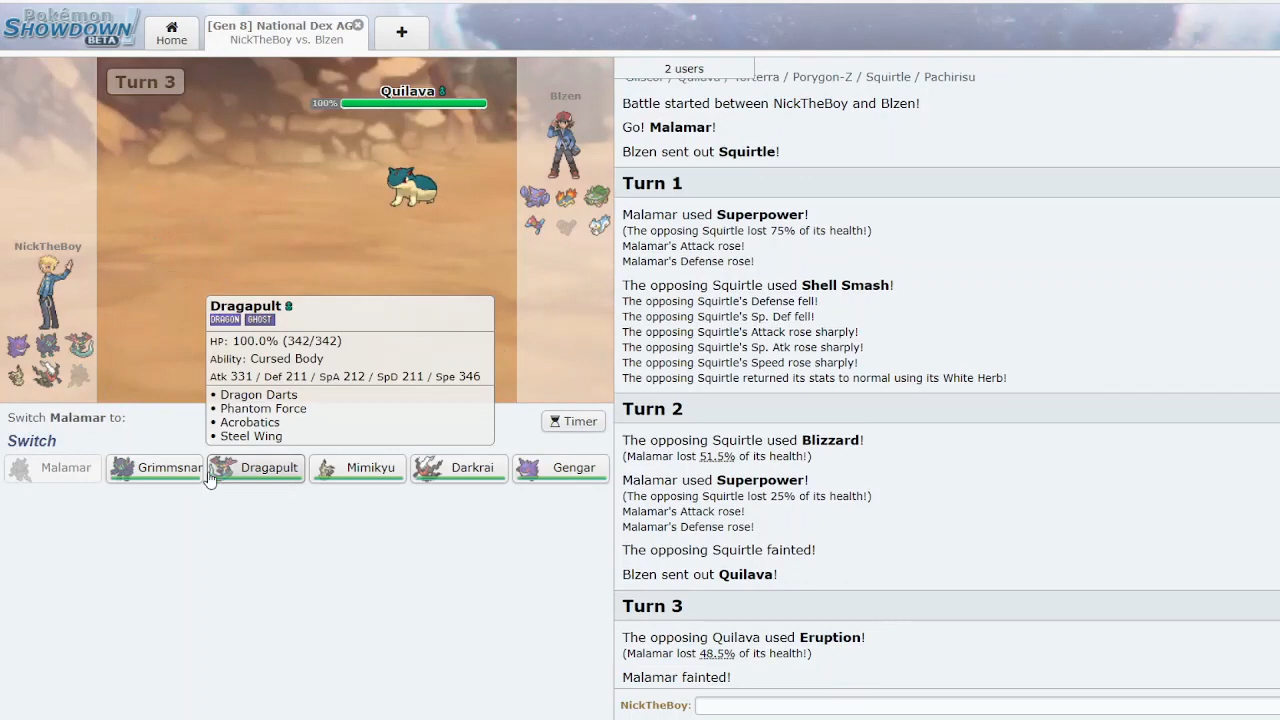 Pokémon
SHOWDOWN
BETA
Home
[Gen 8] National Dex AG
NickTheBoy vs. Blzen
Turn 3
Quilava
100%
Blzen
NickTheBoy
Dragapult
DRAGON GHOST
HP: 100.0% (342/342)
Ability: Cursed Body
Atk 331 / Def 211 / SpA 212 / SpD 211 / Spe 346
• Dragon Darts
• Phantom Force
• Acrobatics
• Steel Wing
Switch Malamar to:
Timer
Switch
Malamar
Grimmsnar
Dragapult
Mimikyu
Darkrai
Gengar
2 users
Gliscor / Quilava / Torterra / Porygon-Z / Squirtle / Pachirisu
Battle started between NickTheBoy and Blzen!
Go! Malamar!
Blzen sent out Squirtle!
Turn 1
Malamar used Superpower!
(The opposing Squirtle lost 75% of its health!)
Malamar's Attack rose!
Malamar's Defense rose!
The opposing Squirtle used Shell Smash!
The opposing Squirtle's Defense fell!
The opposing Squirtle's Sp. Def fell!
The opposing Squirtle's Attack rose sharply!
The opposing Squirtle's Sp. Atk rose sharply!
The opposing Squirtle's Speed rose sharply!
The opposing Squirtle returned its stats to normal using its White Herb!
Turn 2
The opposing Squirtle used Blizzard!
(Malamar lost 51.5% of its health!)
Malamar used Superpower!
(The opposing Squirtle lost 25% of its health!)
Malamar's Attack rose!
Malamar's Defense rose!
The opposing Squirtle fainted!
Blzen sent out Quilava!
Turn 3
The opposing Quilava used Eruption!
(Malamar lost 48.5% of its health!)
Malamar fainted!
NickTheBoy: